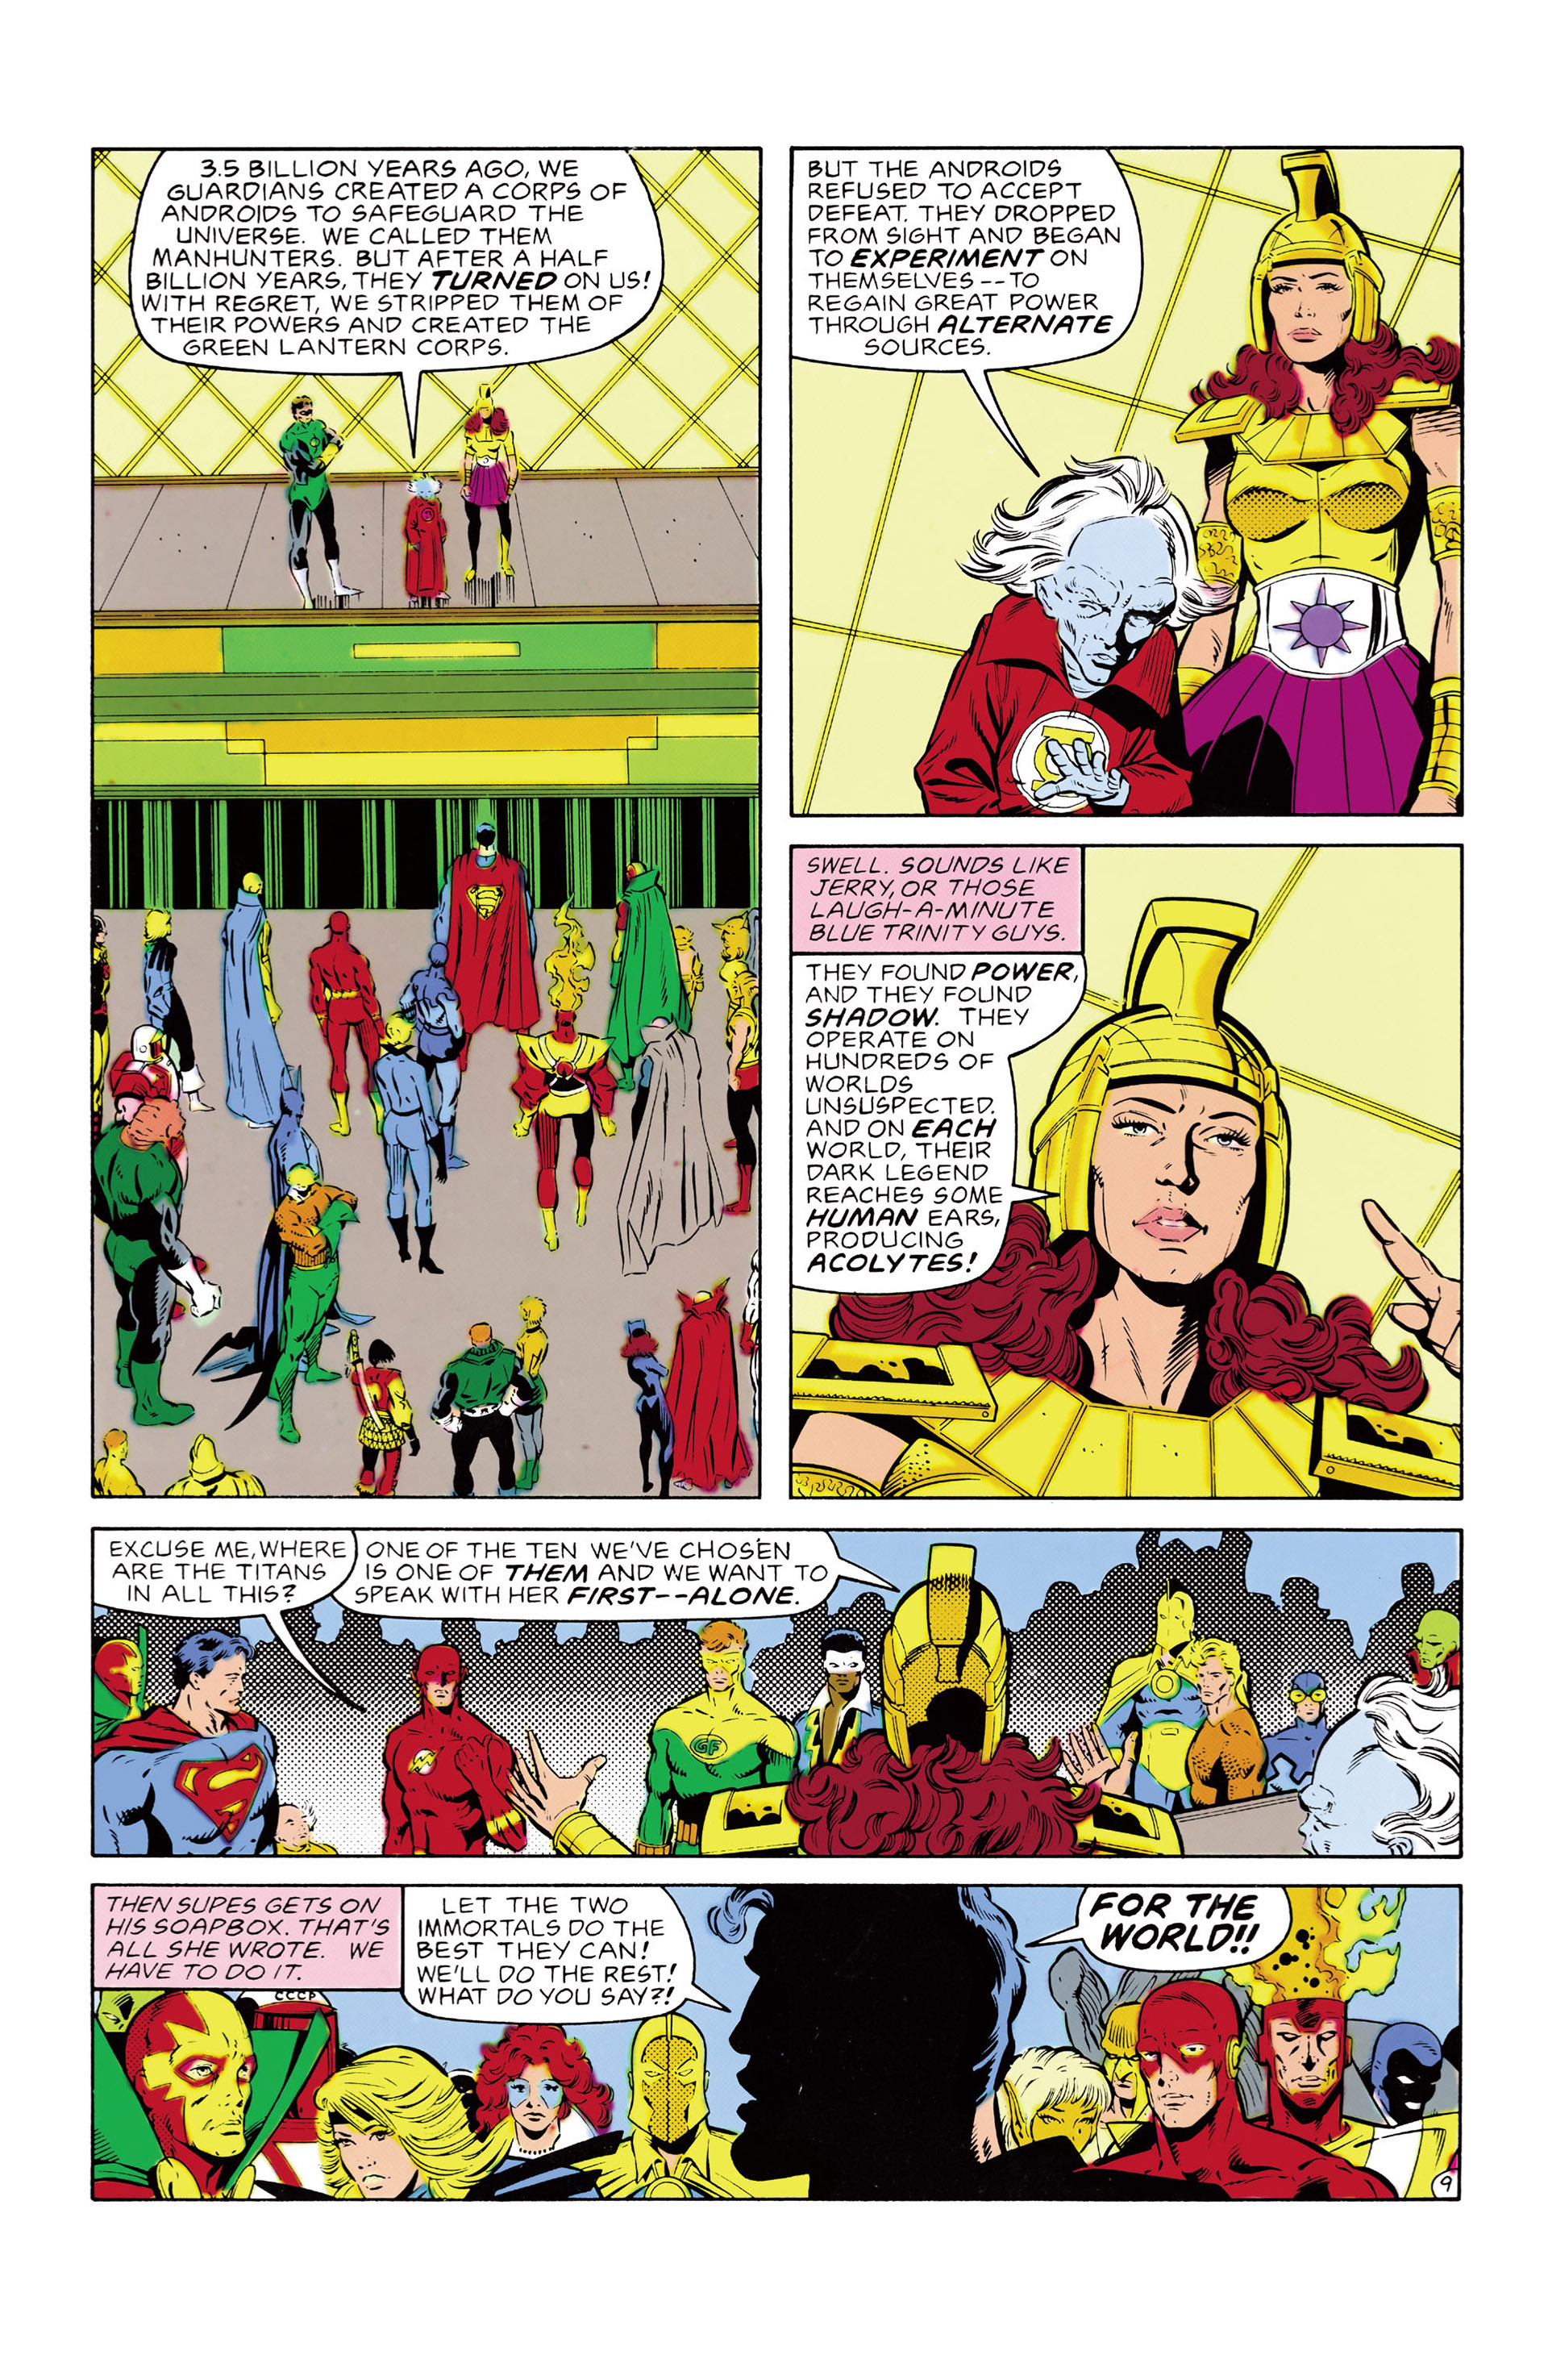 3.5 BILLION YEARS AGO, WE
GUARDIANS CREATED A CORPS OF
ANDROIDS TO SAFEGUARD THE
UNIVERSE. WE CALLED THEM
MANHUNTERS. BUT AFTER A HALF
BILLION YEARS, THEY TURNED ON US!
WITH REGRET, WE STRIPPED THEM OF
THEIR POWERS AND CREATED THE
GREEN LANTERN CORPS.
BUT THE ANDROIDS
REFUSED TO ACCEPT
DEFEAT. THEY DROPPED
FROM SIGHT AND BEGAN
TO EXPERIMENT ON
THEMSELVES -- TO
REGAIN GREAT POWER
THROUGH ALTERNATE
SOURCES.
SWELL. SOUNDS LIKE
JERRY, OR THOSE
LAUGH-A-MINUTE
BLUE TRINITY GUYS.
THEY FOUND POWER,
AND THEY FOUND
SHADOW. THEY
OPERATE ON
HUNDREDS OF
WORLDS
UNSUSPECTED.
AND ON EACH
WORLD, THEIR
DARK LEGEND
REACHES SOME
HUMAN EARS,
PRODUCING
ACOLYTES!
EXCUSE ME, WHERE
ARE THE TITANS
IN ALL THIS?
ONE OF THE TEN WE'VE CHOSEN
IS ONE OF THEM AND WE WANT TO
SPEAK WITH HER FIRST--ALONE.
GF
THEN SUPES GETS ON
HIS SOAPBOX. THAT'S
ALL SHE WROTE. WE
HAVE TO DO IT.
LET THE TWO
IMMORTALS DO THE
BEST THEY CAN!
WE'LL DO THE REST!
WHAT DO YOU SAY?!
FOR THE
WORLD!!
CCCP
9